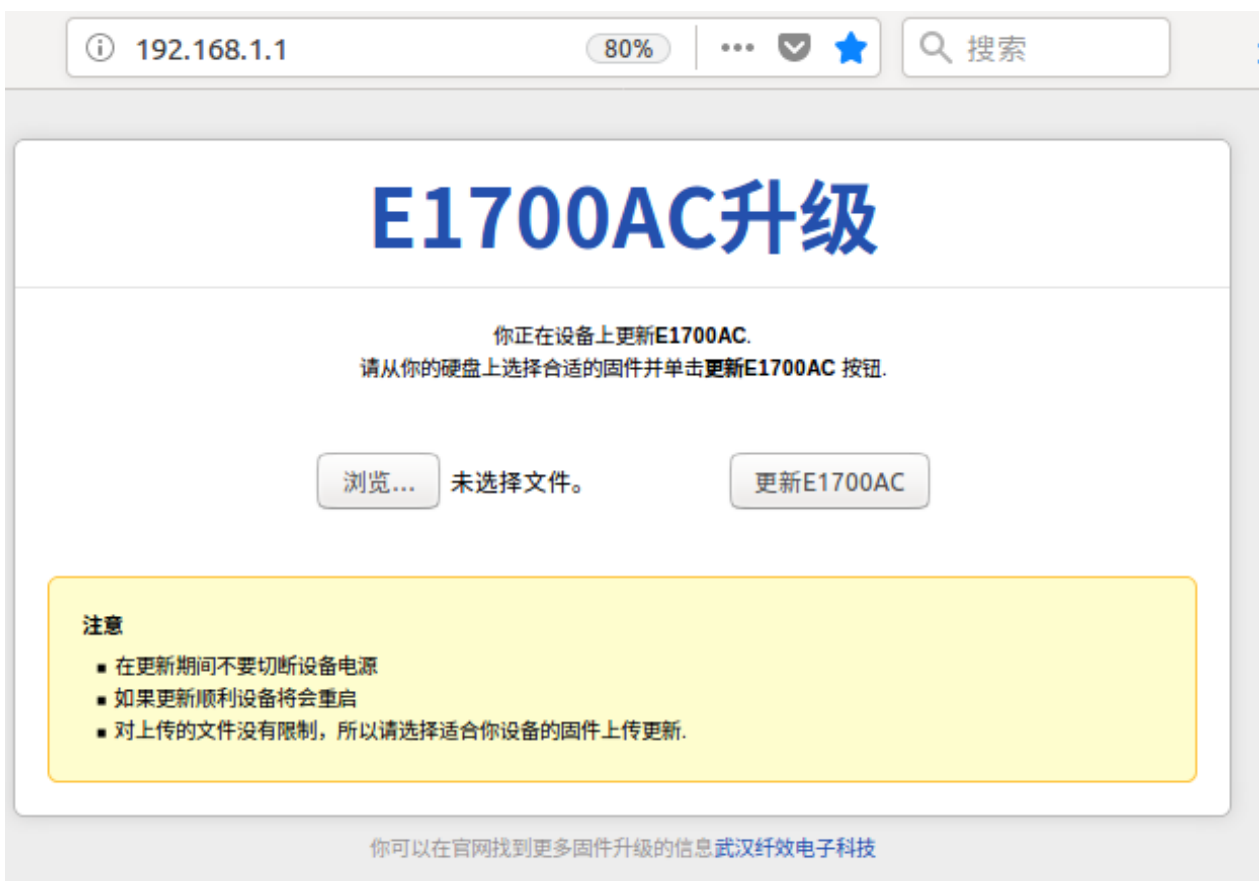 192.168.1.1
80%
搜索
E1700AC升级
你正在设备上更新E1700AC.
请从你的硬盘上选择合适的固件并单击更新E1700AC 按钮.
浏览... 未选择文件。 更新E1700AC
注意
在更新期间不要切断设备电源
如果更新顺利设备将会重启
对上传的文件没有限制，所以请选择适合你设备的固件上传更新.
你可以在官网找到更多固件升级的信息武汉纤效电子科技